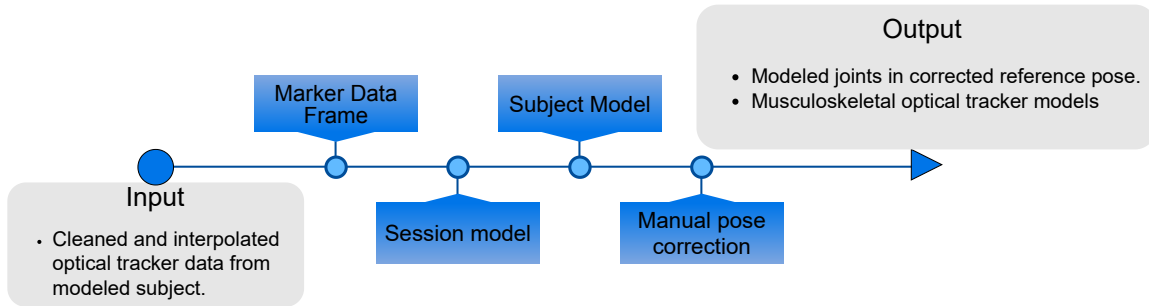 Output
• Modeled joints in corrected reference pose.
• Musculoskeletal optical tracker models
Marker Data
Frame
Subject Model
Input
• Cleaned and interpolated
optical tracker data from
modeled subject.
Session model
Manual pose
correction